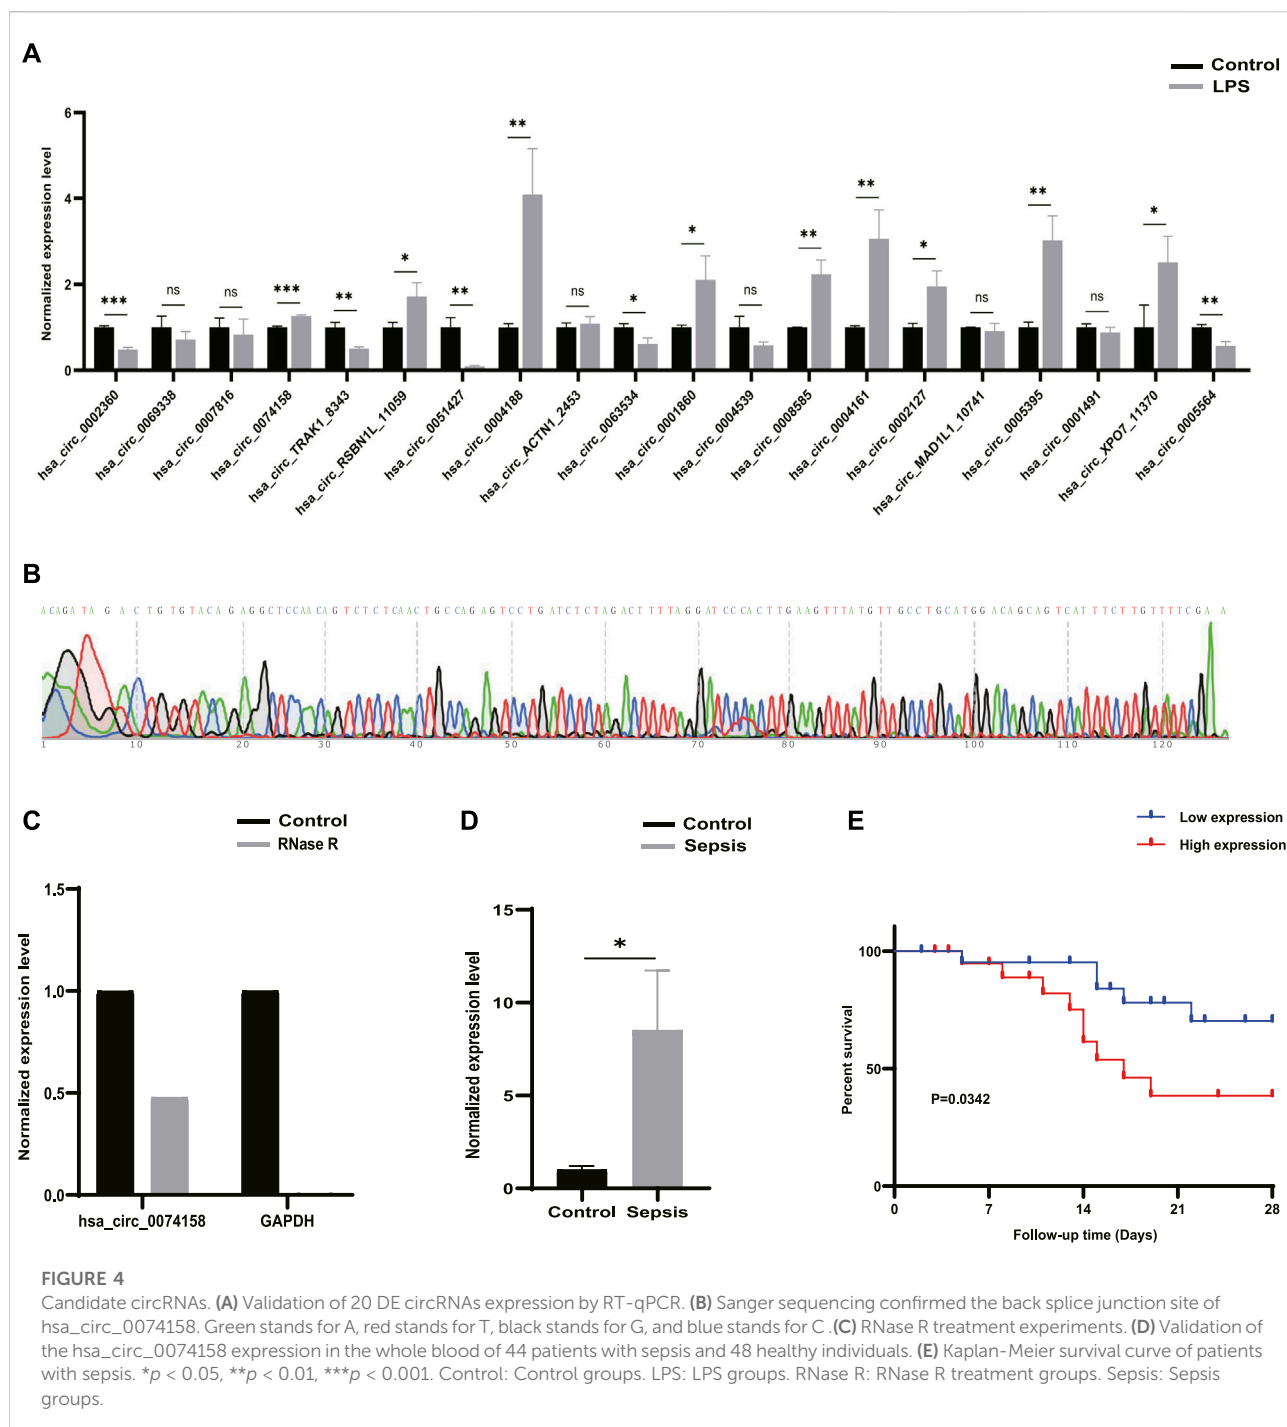 A
Control
LPS
Normalized expression level
6
4
2
0
***
ns
ns
***
**
*
**
**
ns
*
*
ns
**
**
*
ns
**
ns
*
**
hsa_circ_0002360
hsa_circ_0069338
hsa_circ_0007816
hsa_circ_0074158
hsa_circ_TRAK1_8343
hsa_circ_RSBN1L_11059
hsa_circ_0051427
hsa_circ_0004188
hsa_circ_ACTN1_2453
hsa_circ_0063534
hsa_circ_0001860
hsa_circ_0004539
hsa_circ_0008585
hsa_circ_0004161
hsa_circ_0002127
hsa_circ_MAD1L1_10741
hsa_circ_0005395
hsa_circ_0001491
hsa_circ_XPO7_11370
hsa_circ_0005564
B
ACAGATA G A C T G T G TACAG AGGCTCCAACAGTCTCTCAACTGCCAGAGTCCTGATCTCTAGACTTTTAGGATCCCACTTGAAGTTTATGTTGCCTGCATGGACAGCAGTCATTTCTTGTTTTCGA A
1 10 20 30 40 50 60 70 80 90 100 110 120
C
Control
RNase R
Normalized expression level
1.5
1.0
0.5
0.0
hsa_circ_0074158 GAPDH
D
Control
Sepsis
Normalized expression level
15
10
5
0
*
Control Sepsis
E
Low expression
High expression
Percent survival
100
50
0
P=0.0342
0 7 14 21 28
Follow-up time (Days)
FIGURE 4
Candidate circRNAs. (A) Validation of 20 DE circRNAs expression by RT-qPCR. (B) Sanger sequencing confirmed the back splice junction site of
hsa_circ_0074158. Green stands for A, red stands for T, black stands for G, and blue stands for C .(C) RNase R treatment experiments. (D) Validation of
the hsa_circ_0074158 expression in the whole blood of 44 patients with sepsis and 48 healthy individuals. (E) Kaplan-Meier survival curve of patients
with sepsis. *p < 0.05, **p < 0.01, ***p < 0.001. Control: Control groups. LPS: LPS groups. RNase R: RNase R treatment groups. Sepsis: Sepsis
groups.